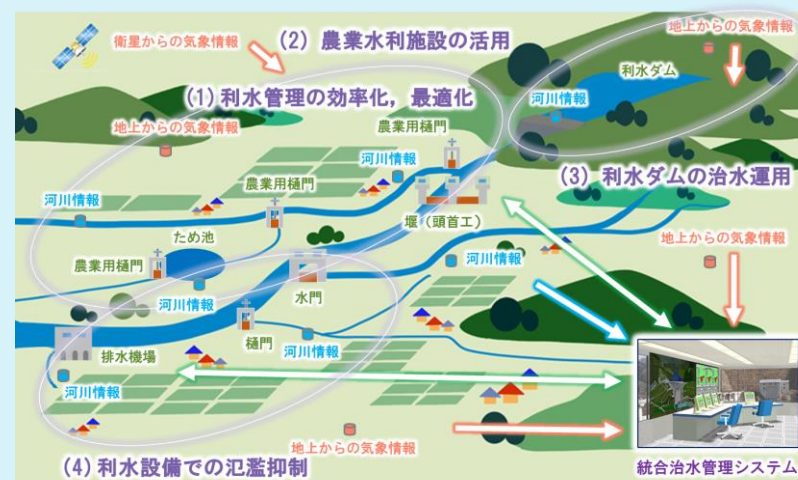 衛星からの気象情報
(2) 農業水利施設の活用
地上からの気象情報
利水ダム
(1) 利水管理の効率化，最適化
河川情報
地上からの気象情報
農業用樋門
河川情報
農業用樋門
(3) 利水ダムの治水運用
河川情報
堰（頭首工）
ため池
地上からの気象情報
農業用樋門
河川情報
河川情報
水門
樋門
排水機場
河川情報
河川情報
地上からの気象情報
(4) 利水設備での氾濫抑制
統合治水管理システム